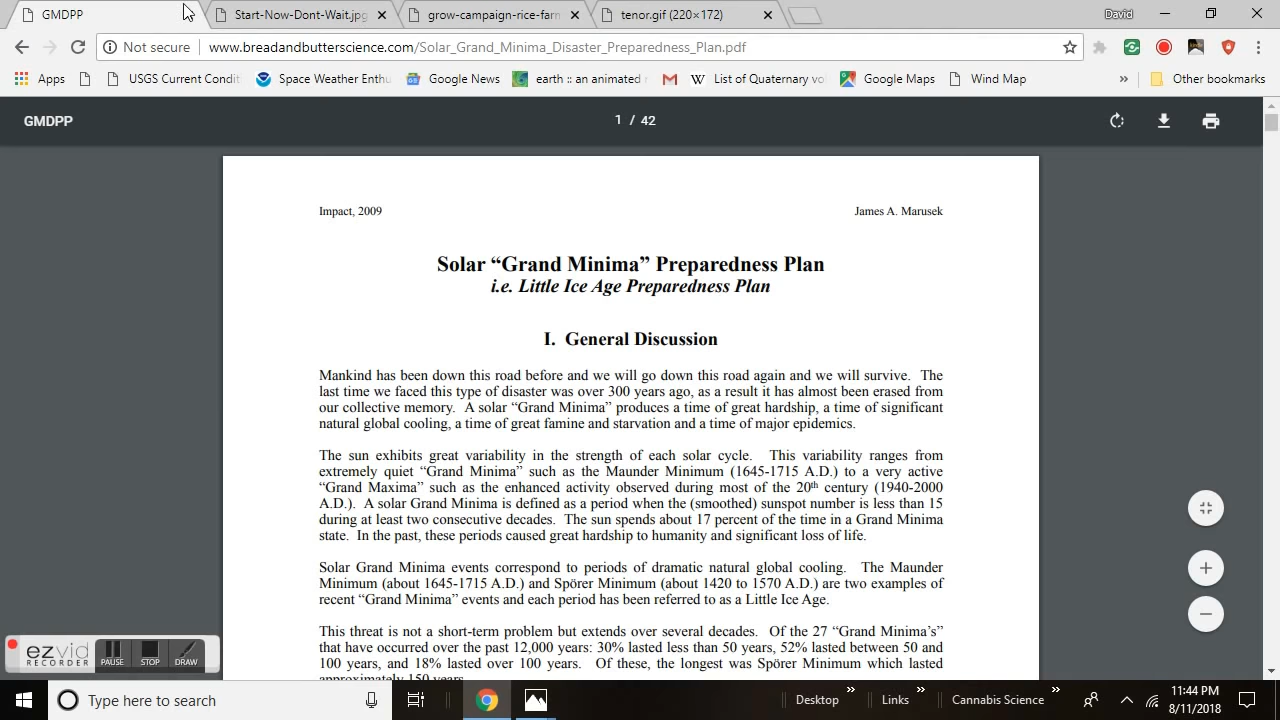 GMDPP
Start-Now-Dont-Wait.jpg
grow-campaign-rice-farm
tenor.gif (220×172)
David
Not secure
www.breadandbutterscience.com/Solar_Grand_Minima_Disaster_Preparedness_Plan.pdf
Apps
USGS Current Condit
Space Weather Enthu
Google News
earth :: an animated
List of Quaternary vo
Google Maps
Wind Map
»
Other bookmarks
GMDPP
1 / 42
Impact, 2009
James A. Marusek
Solar “Grand Minima” Preparedness Plan
i.e. Little Ice Age Preparedness Plan
I. General Discussion
Mankind has been down this road before and we will go down this road again and we will survive. The
last time we faced this type of disaster was over 300 years ago, as a result it has almost been erased from
our collective memory. A solar “Grand Minima” produces a time of great hardship, a time of significant
natural global cooling, a time of great famine and starvation and a time of major epidemics.
The sun exhibits great variability in the strength of each solar cycle. This variability ranges from
extremely quiet “Grand Minima” such as the Maunder Minimum (1645-1715 A.D.) to a very active
“Grand Maxima” such as the enhanced activity observed during most of the 20th century (1940-2000
A.D.). A solar Grand Minima is defined as a period when the (smoothed) sunspot number is less than 15
during at least two consecutive decades. The sun spends about 17 percent of the time in a Grand Minima
state. In the past, these periods caused great hardship to humanity and significant loss of life.
Solar Grand Minima events correspond to periods of dramatic natural global cooling. The Maunder
Minimum (about 1645-1715 A.D.) and Spörer Minimum (about 1420 to 1570 A.D.) are two examples of
recent “Grand Minima” events and each period has been referred to as a Little Ice Age.
This threat is not a short-term problem but extends over several decades. Of the 27 “Grand Minima’s”
that have occurred over the past 12,000 years: 30% lasted less than 50 years, 52% lasted between 50 and
100 years, and 18% lasted over 100 years. Of these, the longest was Spörer Minimum which lasted
approximately 150 years.
ezvid
RECORDER
PAUSE
STOP
DRAW
Type here to search
Desktop
»
Links
»
Cannabis Science
»
11:44 PM
8/11/2018